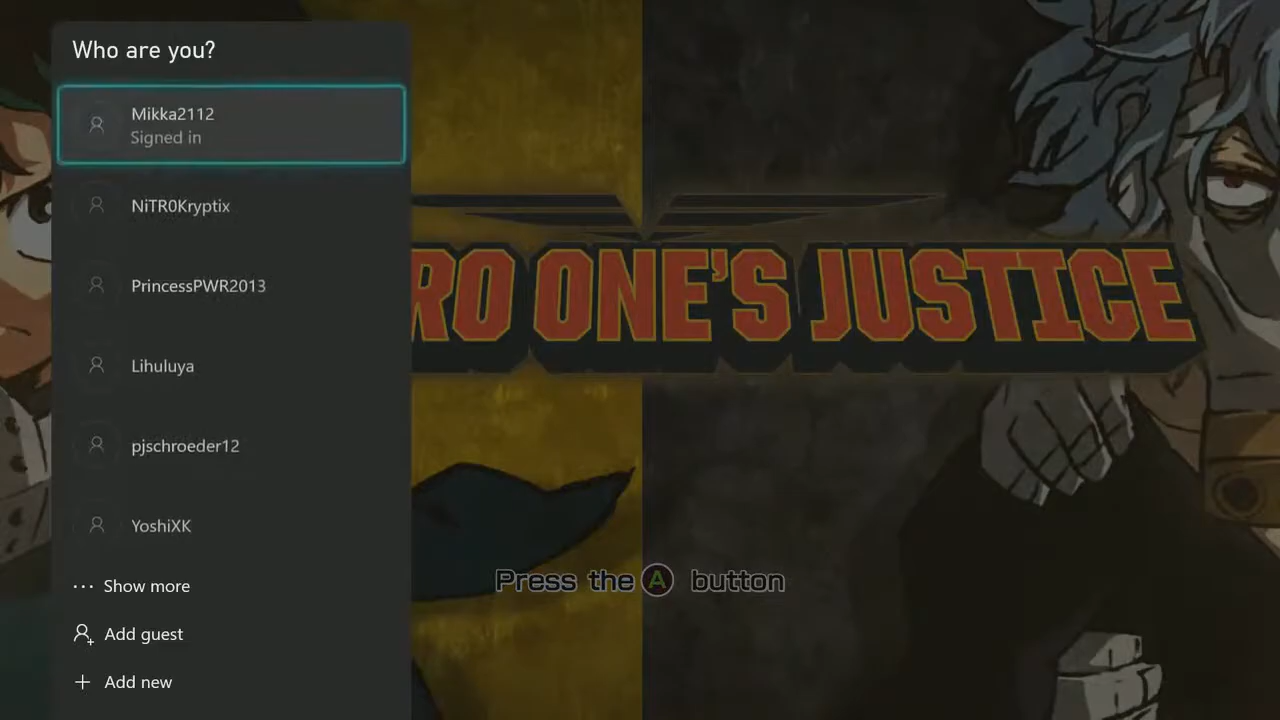 Who are you?
Mikka2112
Signed in
NiTR0Kryptix
PrincessPWR2013
Lihuluya
pjschroeder12
YoshiXK
Show more
Add guest
Add new
RO ONE'S JUSTICE
Press the A button